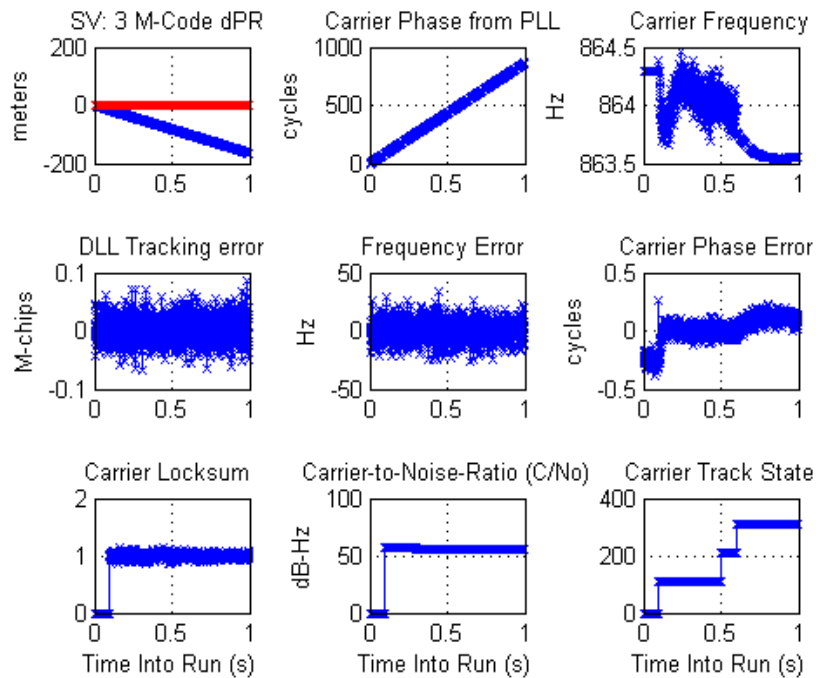 SV: 3 M-Code dPR
Carrier Phase from PLL
Carrier Frequency
meters
200
0
-200
0
0.5
1
cycles
1000
500
0
0
0.5
1
Hz
864.5
864
863.5
0
0.5
1
DLL Tracking error
Frequency Error
Carrier Phase Error
M-chips
0.1
0
-0.1
0
0.5
1
Hz
50
0
-50
0
0.5
1
cycles
0.5
0
-0.5
0
0.5
1
Carrier Locksum
Carrier-to-Noise-Ratio (C/No)
Carrier Track State
2
1
0
0
0.5
1
Time Into Run (s)
dB-Hz
100
50
0
0
0.5
1
Time Into Run (s)
400
200
0
0
0.5
1
Time Into Run (s)